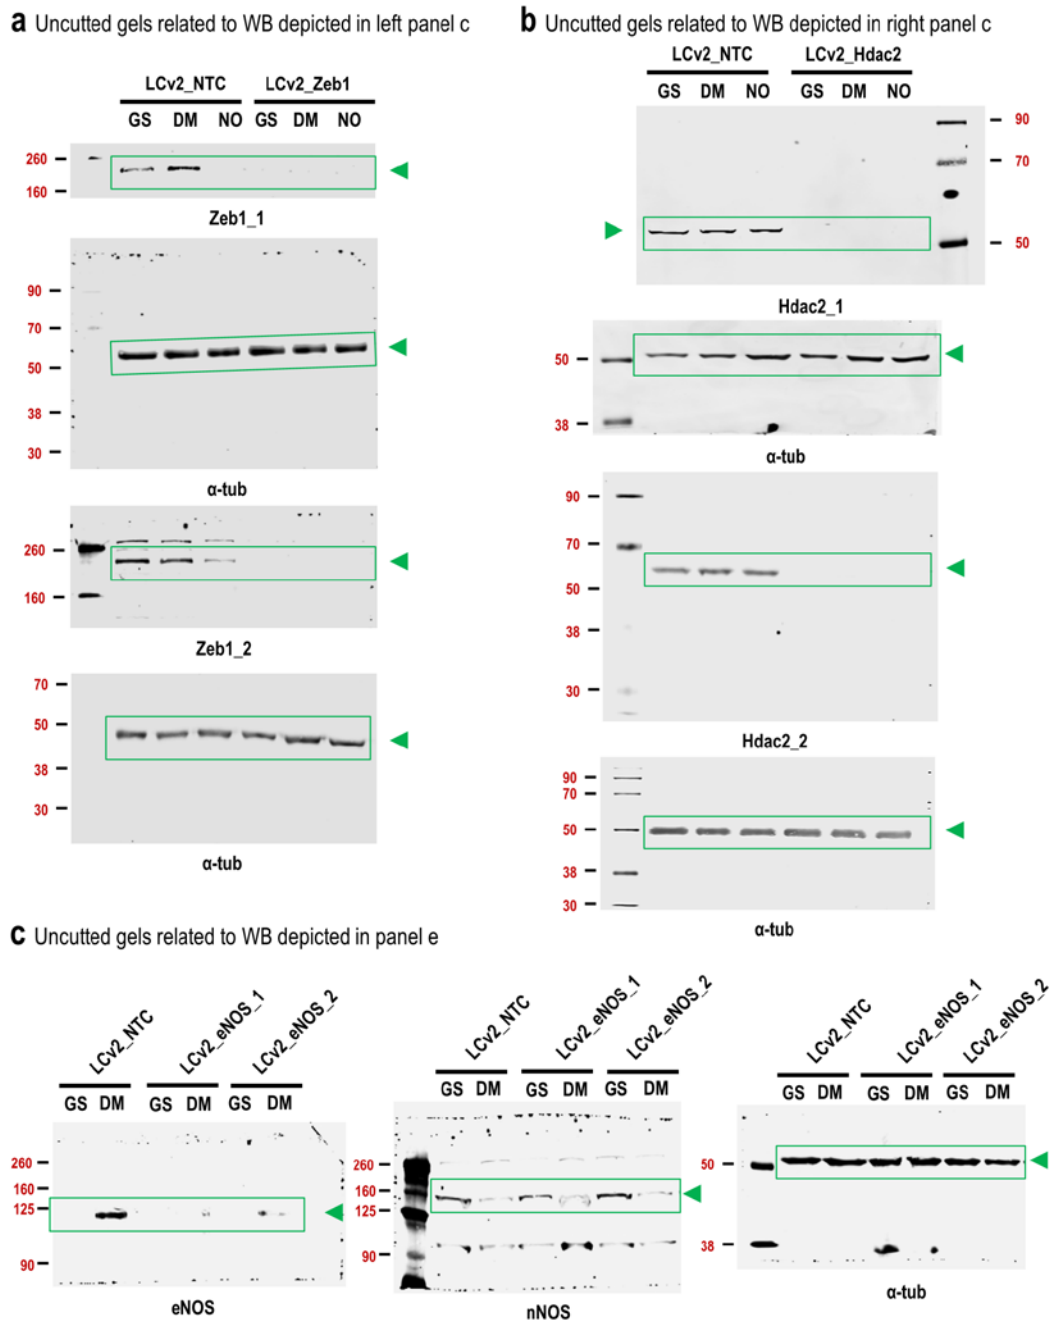 a Uncutted gels related to WB depicted in left panel c
LCv2_NTC LCv2_Zeb1
GS DM NO GS DM NO
260
160
Zeb1_1
90
70
50
38
30
α-tub
260
160
Zeb1_2
70
50
38
30
α-tub
b Uncutted gels related to WB depicted in right panel c
LCv2_NTC LCv2_Hdac2
GS DM NO GS DM NO
90
70
50
Hdac2_1
50
38
α-tub
90
70
50
38
30
Hdac2_2
90
70
50
38
30
α-tub
c Uncutted gels related to WB depicted in panel e
LCv2_NTC LCv2_eNOS_1 LCv2_eNOS_2
GS DM GS DM GS DM
260
160
125
90
eNOS
LCv2_NTC LCv2_eNOS_1 LCv2_eNOS_2
GS DM GS DM GS DM
260
160
125
90
nNOS
LCv2_NTC LCv2_eNOS_1 LCv2_eNOS_2
GS DM GS DM GS DM
50
38
α-tub